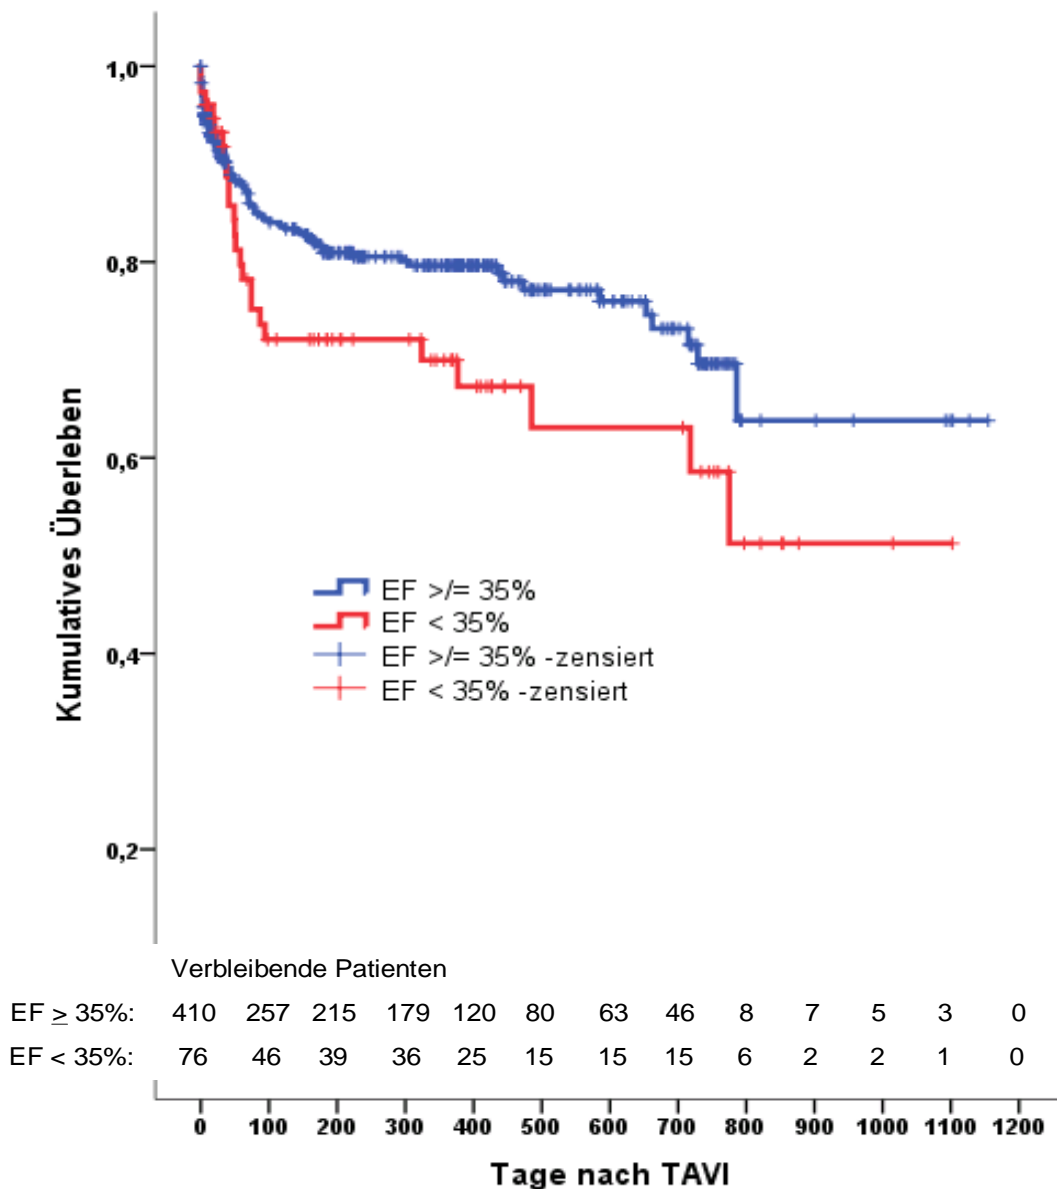 1,0
0,8
0,6
0,4
0,2
Kumulatives Überleben
EF >/= 35%
EF < 35%
EF >/= 35% -zensiert
EF < 35% -zensiert
Verbleibende Patienten
EF ≥ 35%: 410 257 215 179 120 80 63 46 8 7 5 3 0
EF < 35%: 76 46 39 36 25 15 15 15 6 2 2 1 0
0 100 200 300 400 500 600 700 800 900 1000 1100 1200
Tage nach TAVI